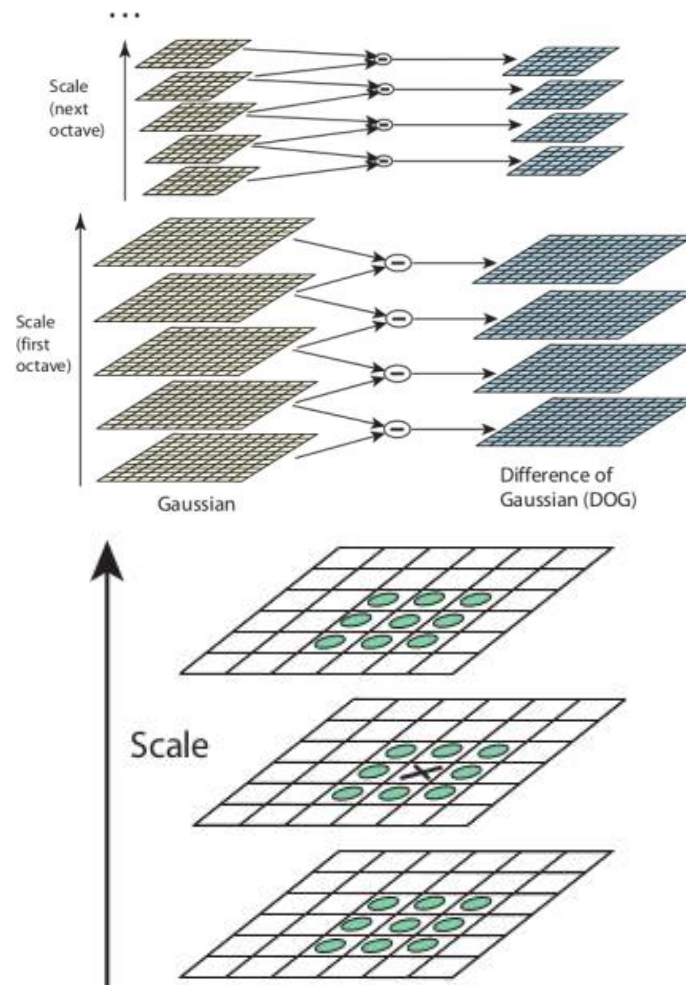 ...
Scale
(next
octave)
Scale
(first
octave)
Gaussian
Difference of
Gaussian (DOG)
Scale